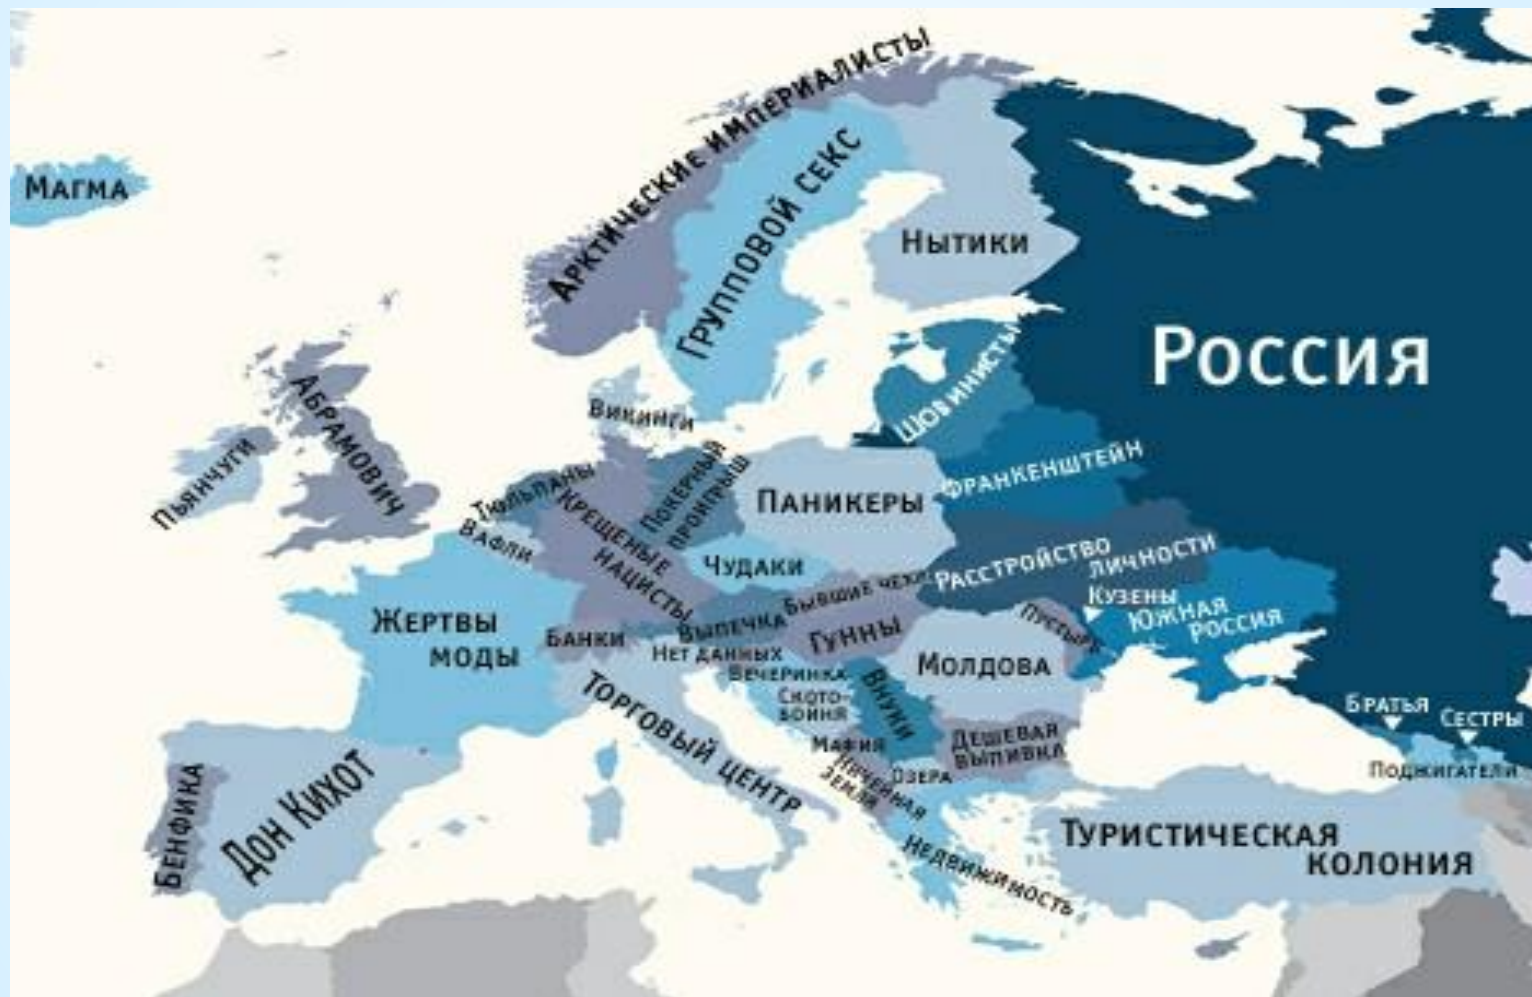 Арктические империалисты
Магма
Групповой секс
Нытики
Россия
Шовинисты
Абрамович
Викинги
Пьянчуги
Тюльпаны
Вафли
Крещеные
нацисты
Покерный
проигрыш
Паникеры
Франкенштейн
Чудаки
Бывшие чехи
Расстройство
личности
Кузены
Южная
Россия
Пустырь
Жертвы
моды
Банки
Выпечка
Гунны
Нет данных
Молдова
Вечеринка
Ското-
бойня
Внуки
Торговый центр
Мафия
Ничейная
земля
Озера
Дешевая
выпивка
Братья
Сестры
Поджигатели
Бенфика
Дон Кихот
Недвижимость
Туристическая
колония